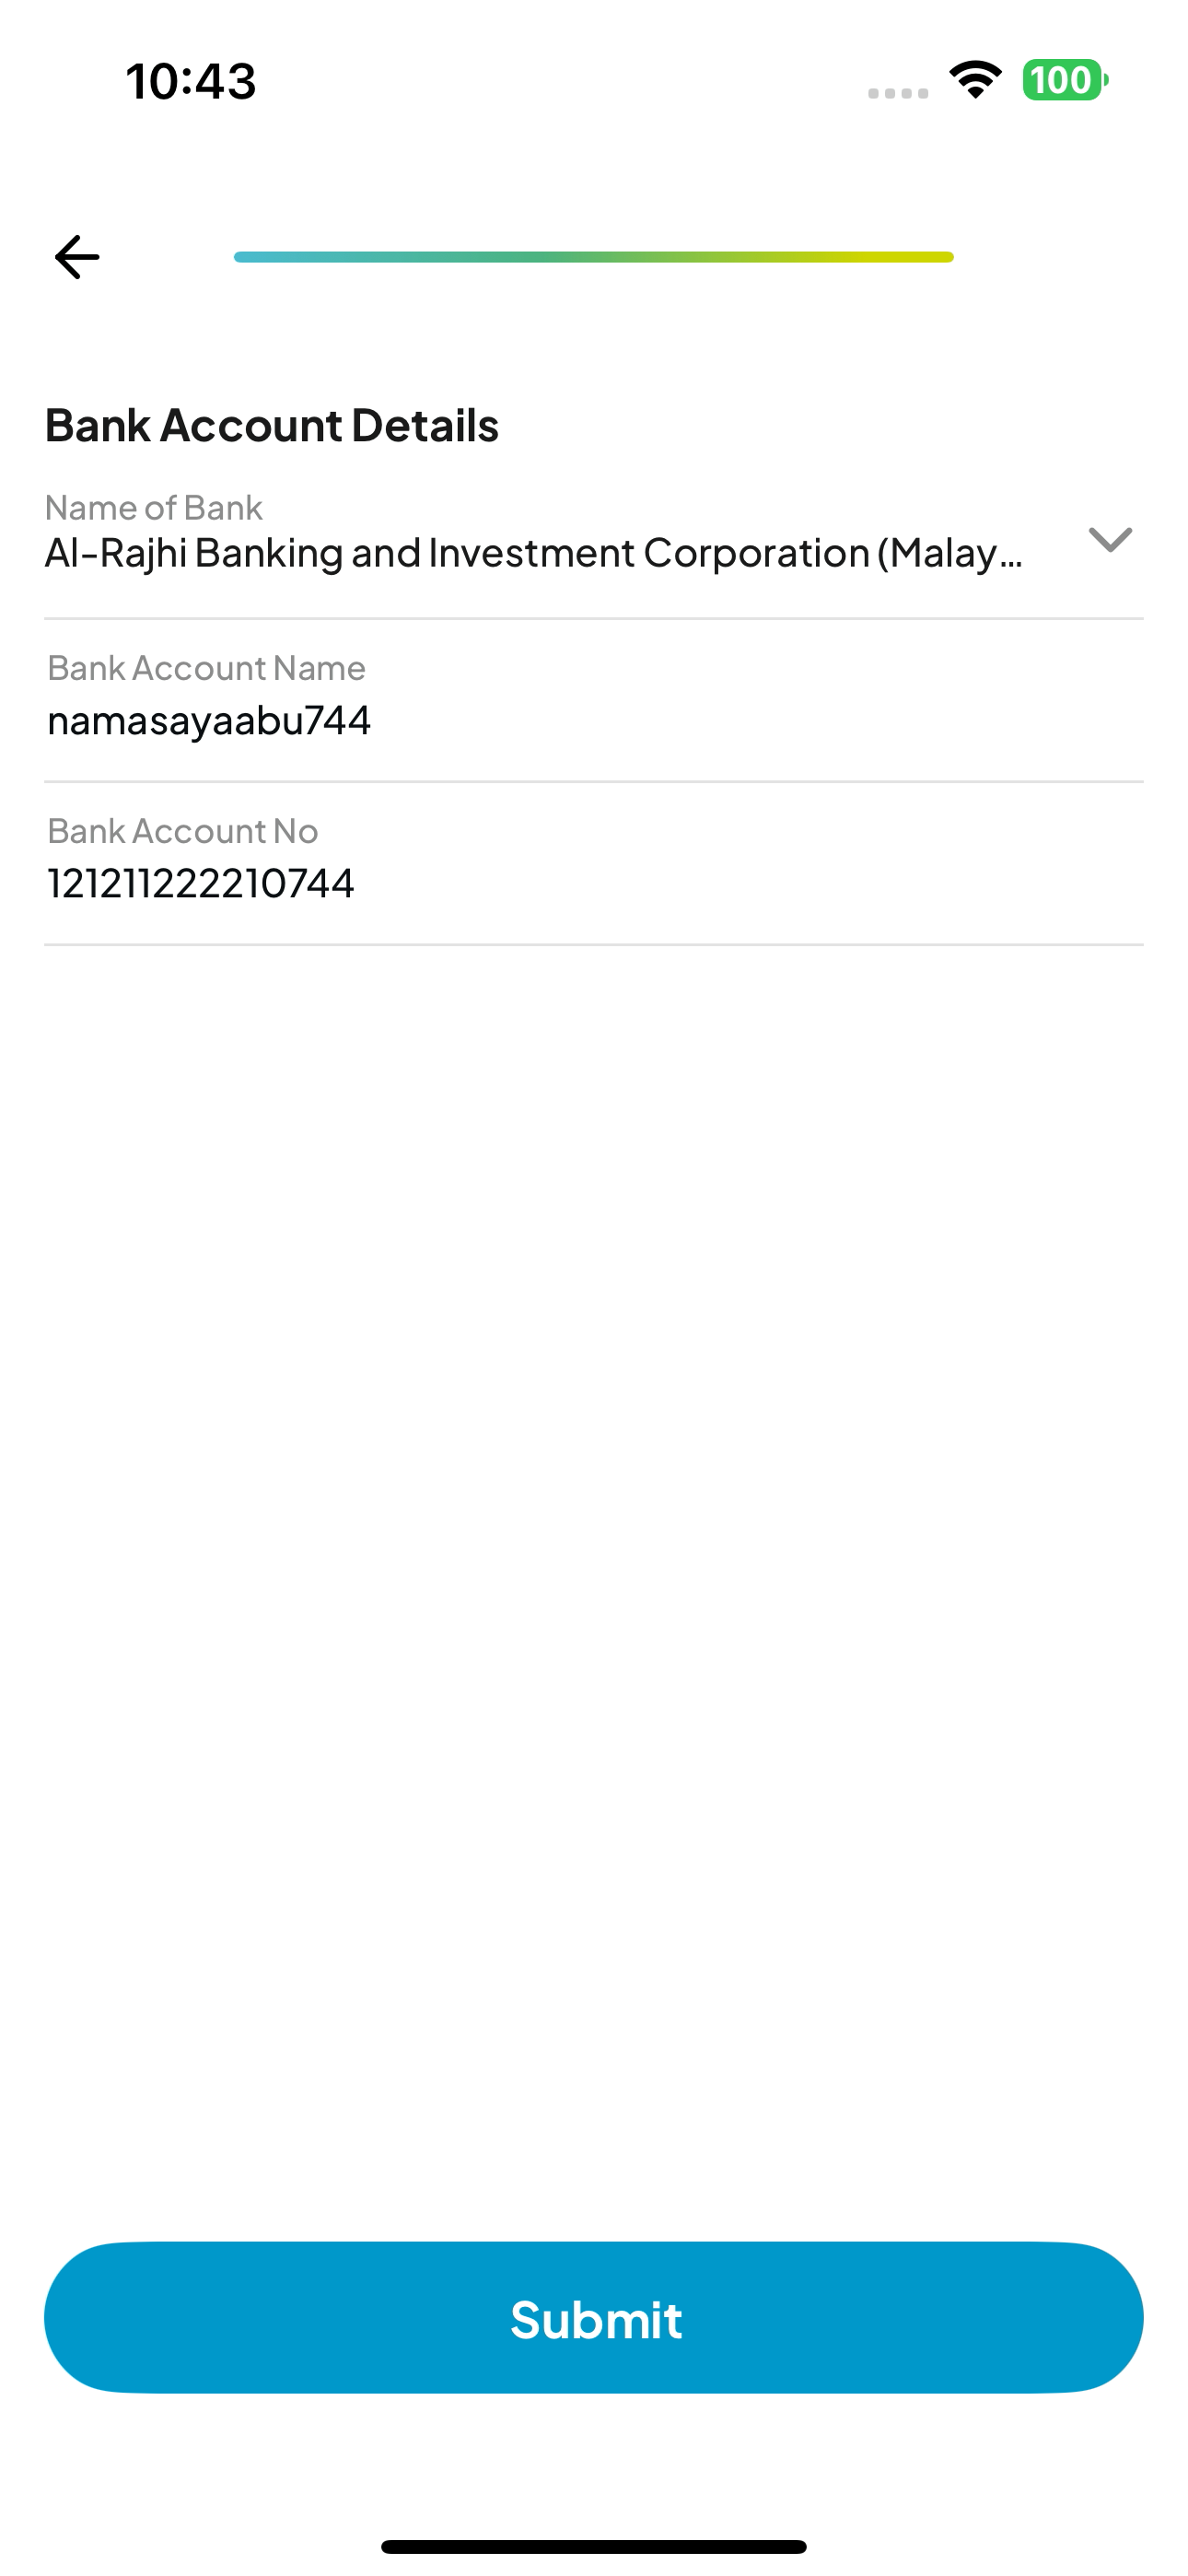 10:43
100
Bank Account Details
Name of Bank
Al-Rajhi Banking and Investment Corporation (Malay...
Bank Account Name
namasayaabu744
Bank Account No
121211222210744
Submit